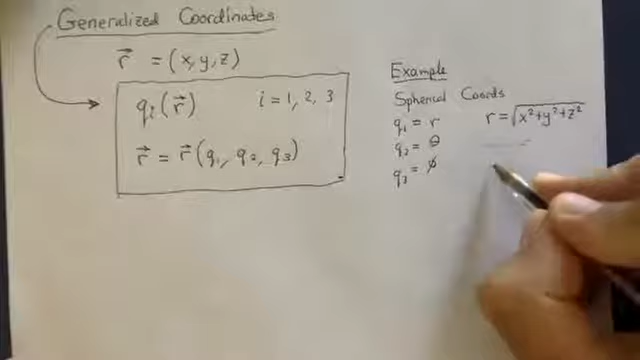 Generalized Coordinates
r⃗ = (x, y, z)
qᵢ(r⃗) i = 1, 2, 3
r⃗ = r⃗(q₁, q₂, q₃)
Example
Spherical Coords
q₁ = r r = √x²+y²+z²
q₂ = θ
q₃ = ϕ